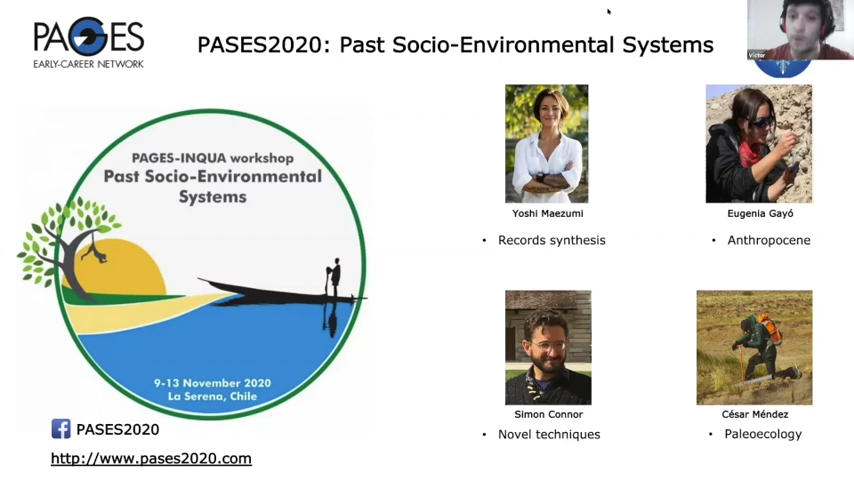 PAGES
EARLY-CAREER NETWORK
PASES2020: Past Socio-Environmental Systems
Victor
PAGES-INQUA workshop
Past Socio-Environmental
Systems
9-13 November 2020
La Serena, Chile
PASES2020
http://www.pases2020.com
Yoshi Maezumi
• Records synthesis
Eugenia Gayó
• Anthropocene
Simon Connor
• Novel techniques
César Méndez
• Paleoecology